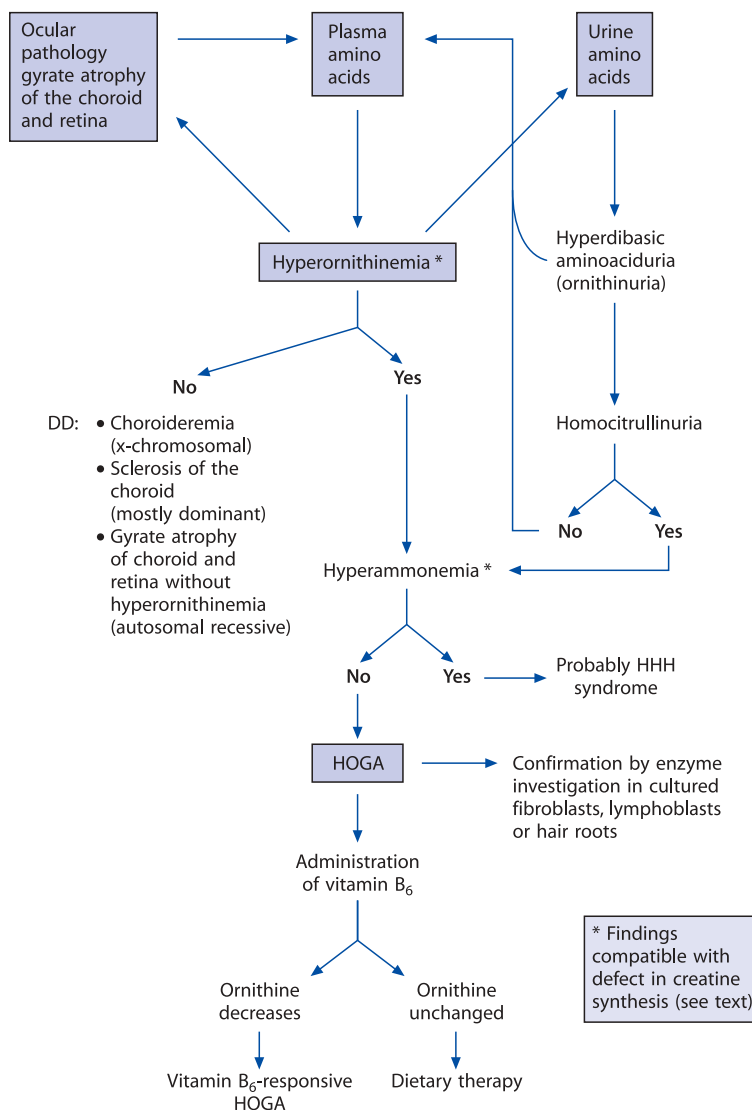 Ocular
pathology
gyrate atrophy
of the choroid
and retina
Plasma
amino
acids
Urine
amino
acids
Hyperornithinemia *
Hyperdibasic
aminoaciduria
(ornithinuria)
No
Yes
DD: • Choroideremia
(x-chromosomal)
• Sclerosis of the
choroid
(mostly dominant)
• Gyrate atrophy
of choroid and
retina without
hyperornithinemia
(autosomal recessive)
Homocitrullinuria
No
Yes
Hyperammonemia *
No
Yes
Probably HHH
syndrome
HOGA
Confirmation by enzyme
investigation in cultured
fibroblasts, lymphoblasts
or hair roots
Administration
of vitamin B6
Ornithine
decreases
Ornithine
unchanged
Vitamin B6-responsive
HOGA
Dietary therapy
* Findings
compatible with
defect in creatine
synthesis (see text)